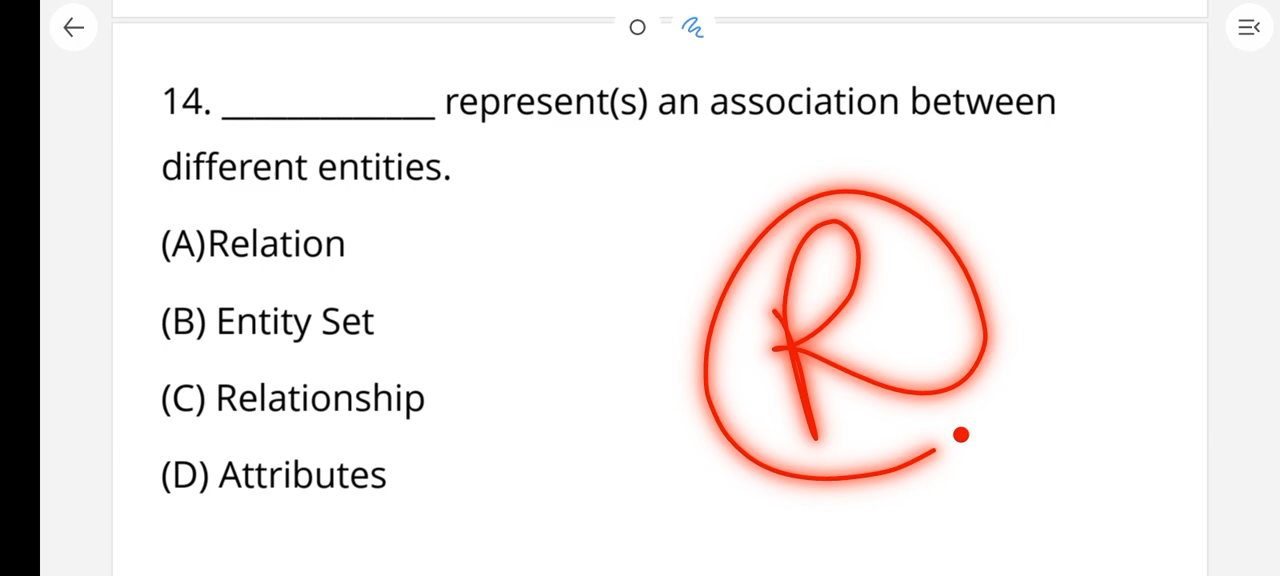 14. ____________ represent(s) an association between
different entities.
(A)Relation
(B) Entity Set
(C) Relationship
(D) Attributes
R